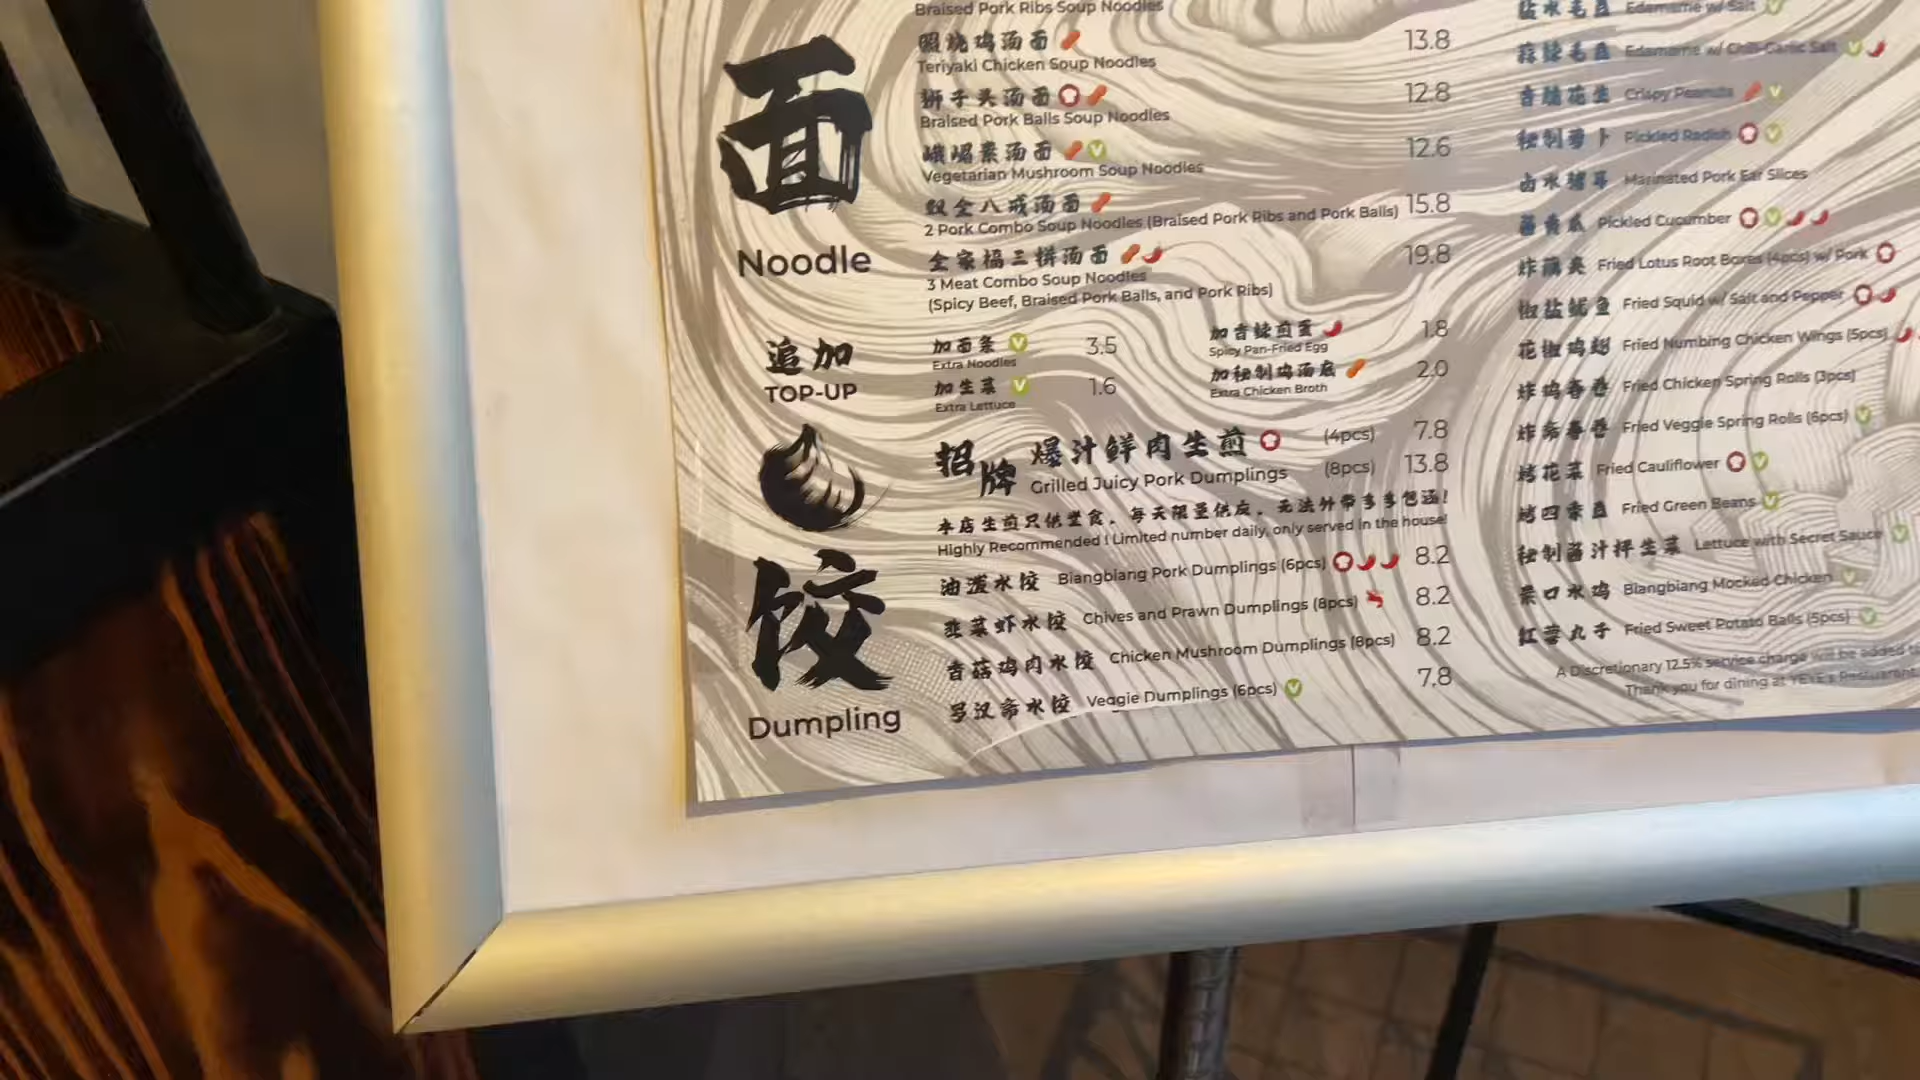 面
Noodle
Braised Pork Ribs Soup Noodles
照烧鸡汤面 13.8
Teriyaki Chicken Soup Noodles
狮子头汤面 12.8
Braised Pork Balls Soup Noodles
峨嵋素汤面 12.6
Vegetarian Mushroom Soup Noodles
双全八戒汤面
2 Pork Combo Soup Noodles (Braised Pork Ribs and Pork Balls) 15.8
全家福三拼汤面 19.8
3 Meat Combo Soup Noodles
(Spicy Beef, Braised Pork Balls, and Pork Ribs)
追加
TOP-UP
加面条 3.5
Extra Noodles
加生菜 1.6
Extra Lettuce
加香辣煎蛋 1.8
Spicy Pan-Fried Egg
加秘制鸡汤底 2.0
Extra Chicken Broth
饺
Dumpling
招牌 爆汁鲜肉生煎 (4pcs) 7.8
Grilled Juicy Pork Dumplings (8pcs) 13.8
本店生煎只供堂食，每天限量供应，无法外带多多包涵！
Highly Recommended ! Limited number daily, only served in the house!
油泼水饺 Biangbiang Pork Dumplings (6pcs) 8.2
韭菜虾水饺 Chives and Prawn Dumplings (8pcs) 8.2
香菇鸡肉水饺 Chicken Mushroom Dumplings (8pcs) 8.2
罗汉斋水饺 Veggie Dumplings (6pcs) 7.8
盐水毛豆 Edamame w/ Salt
蒜辣毛豆 Edamame w/ Chilli Garlic Salt
香脆花生 Crispy Peanuts
秘制萝卜 Pickled Radish
卤水猪耳 Marinated Pork Ear Slices
酱黄瓜 Pickled Cucumber
炸藕夹 Fried Lotus Root Boxes (4pcs) w/ Pork
椒盐鱿鱼 Fried Squid w/ Salt and Pepper
花椒鸡翅 Fried Numbing Chicken Wings (5pcs)
炸鸡春卷 Fried Chicken Spring Rolls (3pcs)
炸斋春卷 Fried Veggie Spring Rolls (6pcs)
烤花菜 Fried Cauliflower
烤四季豆 Fried Green Beans
秘制酱汁拌生菜 Lettuce with Secret Sauce
素口水鸡 Biangbiang Mocked Chicken
红薯丸子 Fried Sweet Potato Balls (5pcs)
A Discretionary 12.5% service charge will be added
Thank you for dining at YEYE's Restaurant